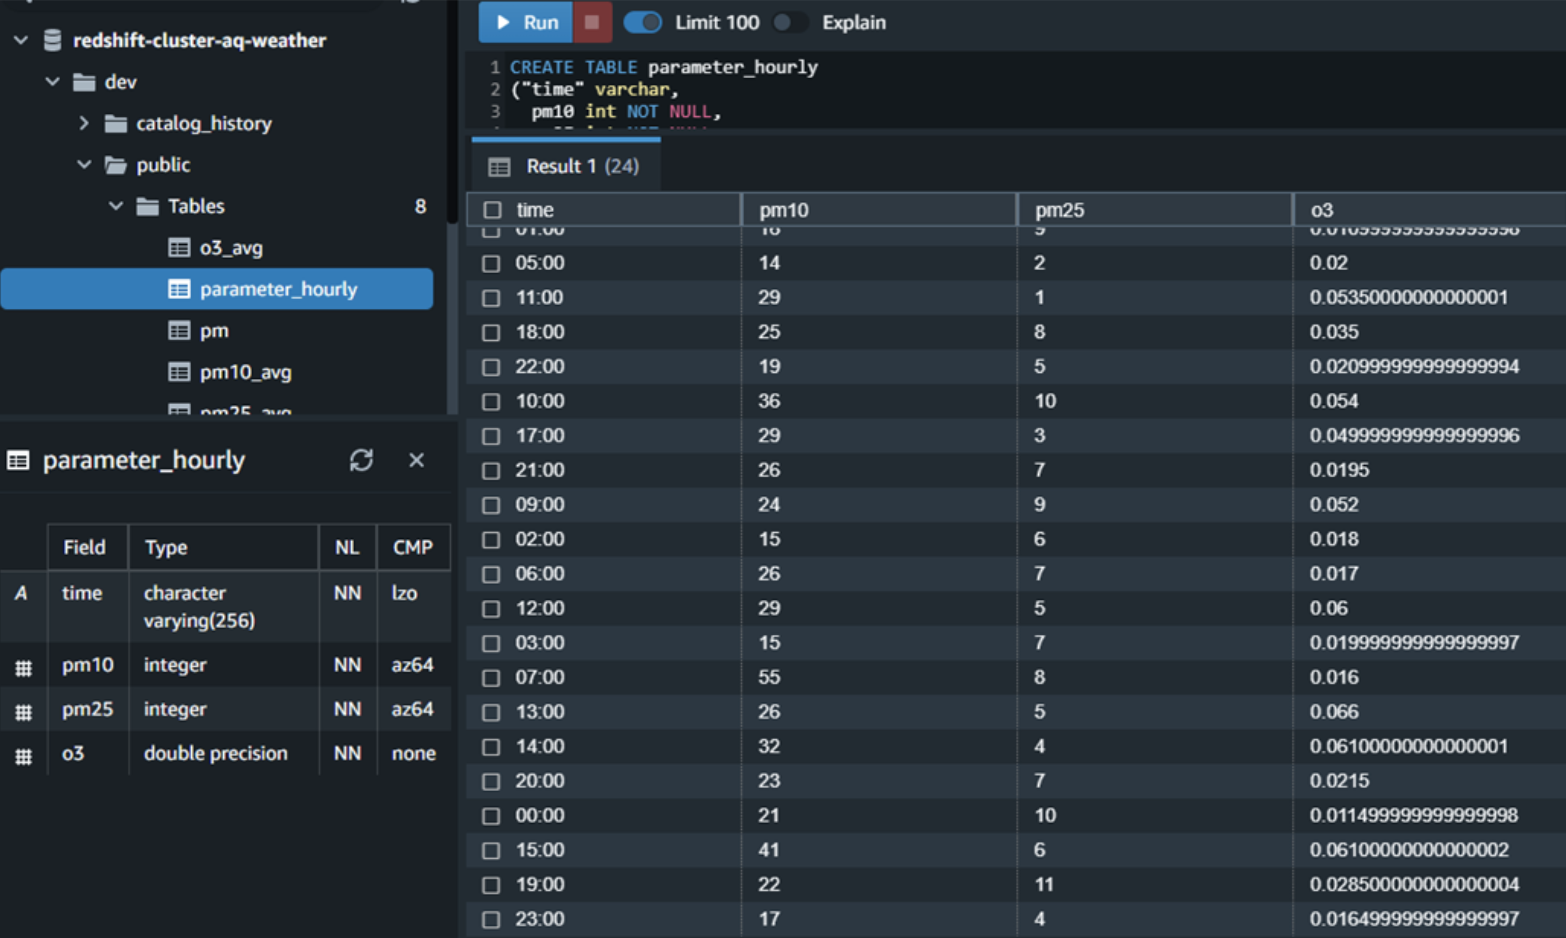 redshift-cluster-aq-weather
dev
catalog_history
public
Tables 8
o3_avg
parameter_hourly
pm
pm10_avg
pm25_avg
parameter_hourly
Field Type NL CMP
A time character varying(256) NN lzo
pm10 integer NN az64
pm25 integer NN az64
o3 double precision NN none
Run Limit 100 Explain
1 CREATE TABLE parameter_hourly
2 ("time" varchar,
3 pm10 int NOT NULL,
Result 1 (24)
time pm10 pm25 o3
01:00 16 9 0.010999999999999996
05:00 14 2 0.02
11:00 29 1 0.05350000000000001
18:00 25 8 0.035
22:00 19 5 0.020999999999999994
10:00 36 10 0.054
17:00 29 3 0.049999999999999996
21:00 26 7 0.0195
09:00 24 9 0.052
02:00 15 6 0.018
06:00 26 7 0.017
12:00 29 5 0.06
03:00 15 7 0.019999999999999997
07:00 55 8 0.016
13:00 26 5 0.066
14:00 32 4 0.06100000000000001
20:00 23 7 0.0215
00:00 21 10 0.011499999999999998
15:00 41 6 0.06100000000000002
19:00 22 11 0.028500000000000004
23:00 17 4 0.016499999999999997